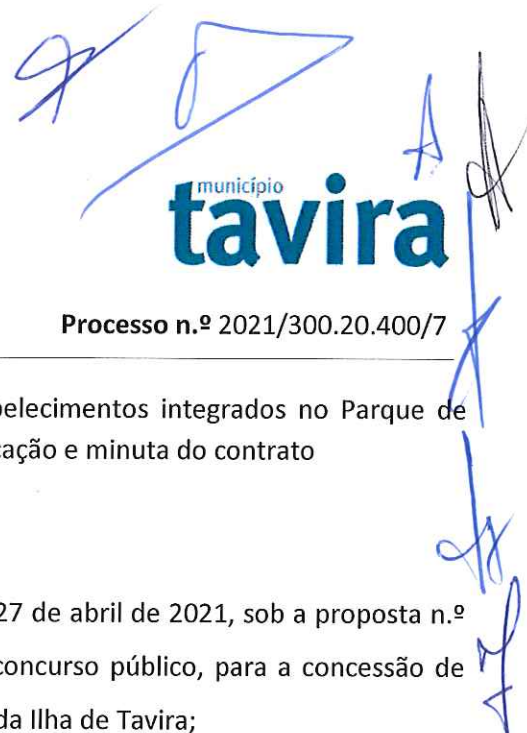 município
tavira
Processo n.º 2021/300.20.400/7
belecimentos integrados no Parque de
cação e minuta do contrato
27 de abril de 2021, sob a proposta n.º
concurso público, para a concessão de
da Ilha de Tavira;